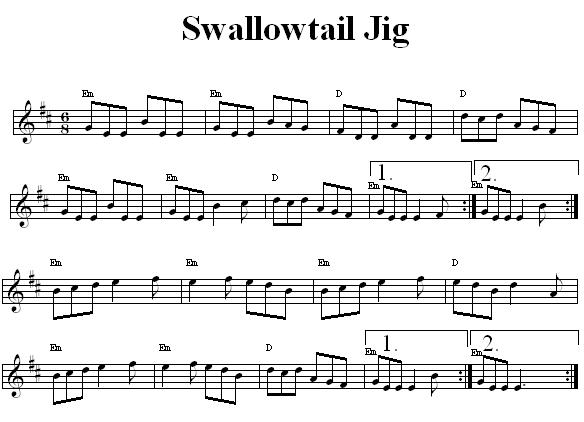 Swallowtail Jig
Em Em D D
6
8
1. 2.
Em Em D Em Em
Em Em Em D
1. 2.
Em Em D Em Em